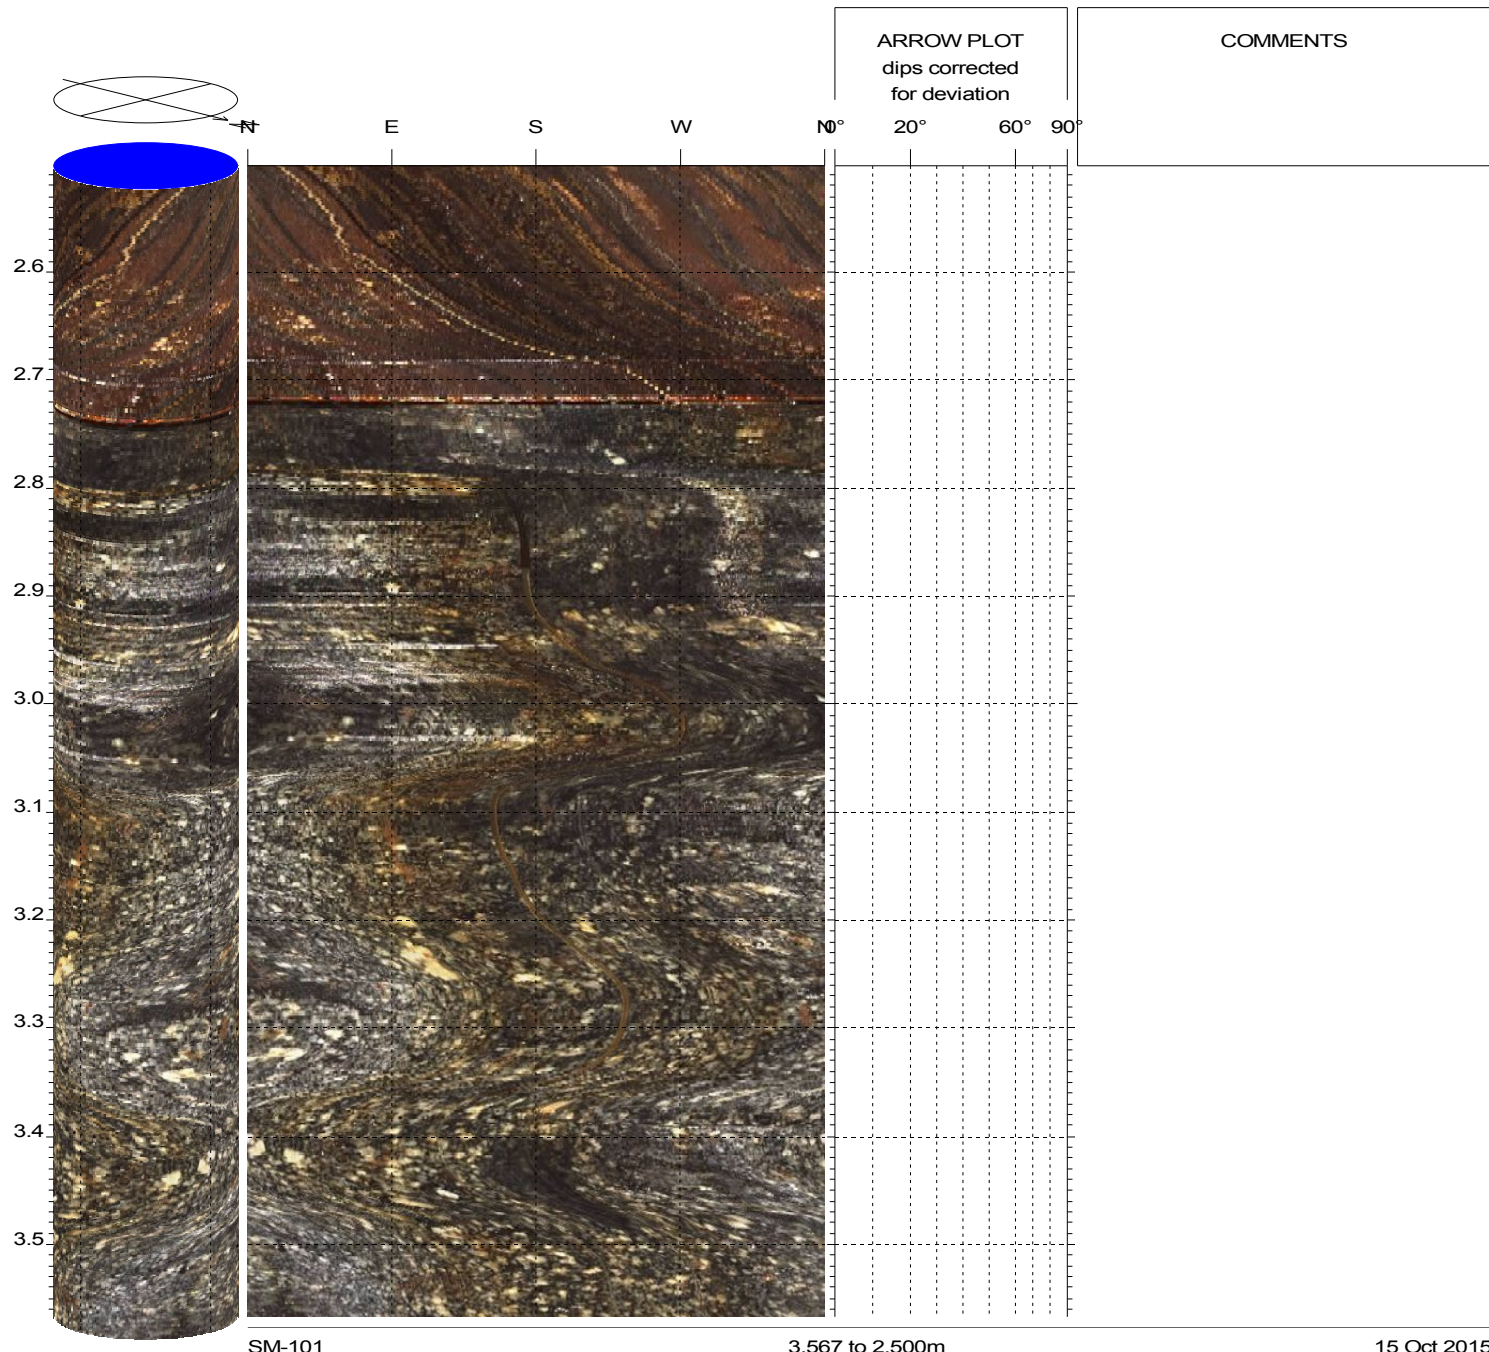 ARROW PLOT
dips corrected
for deviation
COMMENTS
N E S W N 0° 20° 60° 90°
2.6
2.7
2.8
2.9
3.0
3.1
3.2
3.3
3.4
3.5
SM-101 3.567 to 2.500m 15 Oct 2015